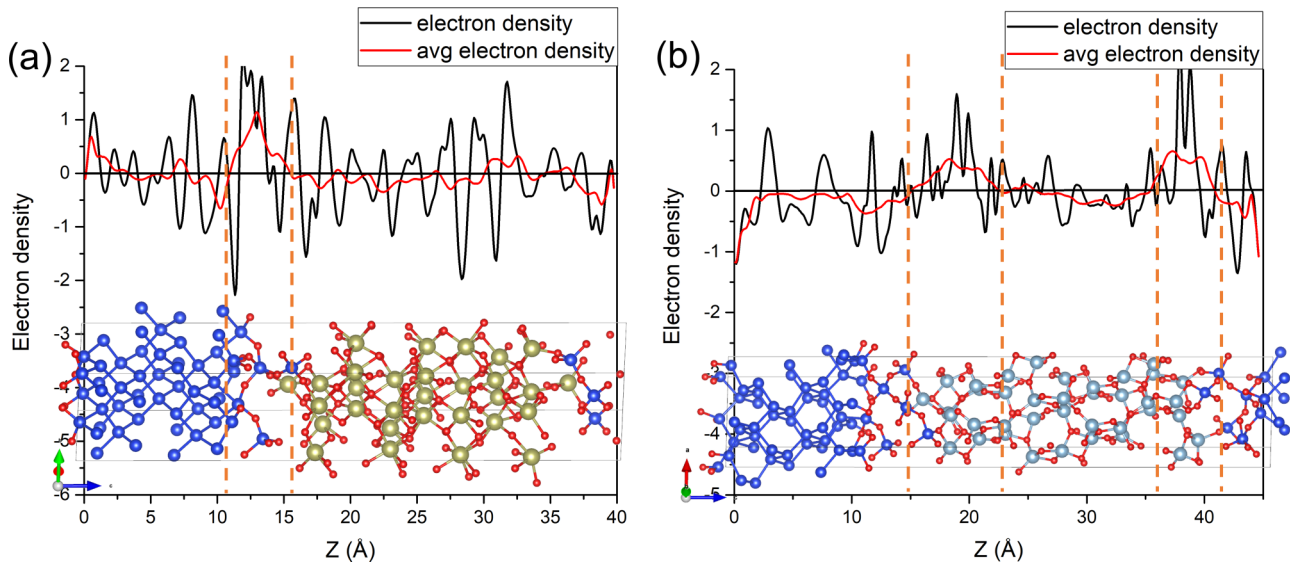 (a)
electron density
avg electron density
2
1
0
-1
-2
-3
-4
-5
-6
Electron density
c
0 5 10 15 20 25 30 35 40
Z (Å)
(b)
electron density
avg electron density
2
1
0
-1
-2
-3
-4
-5
Electron density
a
0 10 20 30 40
Z (Å)